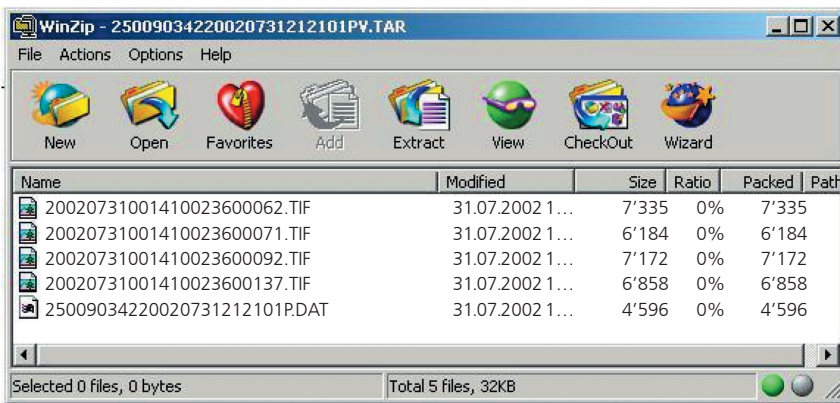 WinZip - 25009034220020731212101PV.TAR
File Actions Options Help
New Open Favorites Add Extract View CheckOut Wizard
Name Modified Size Ratio Packed Path
20020731001410023600062.TIF 31.07.2002 1... 7'335 0% 7'335
20020731001410023600071.TIF 31.07.2002 1... 6'184 0% 6'184
20020731001410023600092.TIF 31.07.2002 1... 7'172 0% 7'172
20020731001410023600137.TIF 31.07.2002 1... 6'858 0% 6'858
25009034220020731212101P.DAT 31.07.2002 1... 4'596 0% 4'596
Selected 0 files, 0 bytes Total 5 files, 32KB